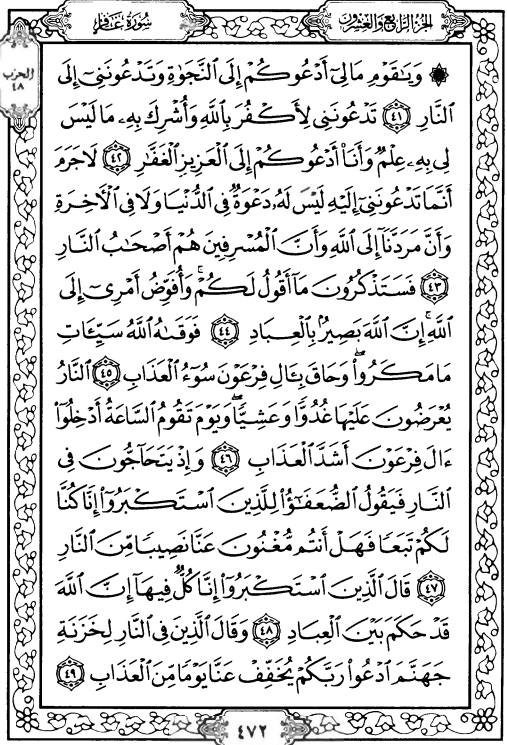 سورة غافر
الجزء الرابع والعشرون
الحزب
٤٨
۞ وَيَٰقَوْمِ مَا لِىٓ أَدْعُوكُمْ إِلَى ٱلنَّجَوٰةِ وَتَدْعُونَنِىٓ إِلَى
ٱلنَّارِ ٤١ تَدْعُونَنِى لِأَكْفُرَ بِٱللَّهِ وَأُشْرِكَ بِهِۦ مَا لَيْسَ
لِى بِهِۦ عِلْمٌ وَأَنَا۠ أَدْعُوكُمْ إِلَى ٱلْعَزِيزِ ٱلْغَفَّٰرِ ٤٢ لَا جَرَمَ
أَنَّمَا تَدْعُونَنِىٓ إِلَيْهِ لَيْسَ لَهُۥ دَعْوَةٌ فِى ٱلدُّنْيَا وَلَا فِى ٱلْءَاخِرَةِ
وَأَنَّ مَرَدَّنَآ إِلَى ٱللَّهِ وَأَنَّ ٱلْمُسْرِفِينَ هُمْ أَصْحَٰبُ ٱلنَّارِ
٤٣ فَسَتَذْكُرُونَ مَآ أَقُولُ لَكُمْ ۚ وَأُفَوِّضُ أَمْرِىٓ إِلَى
ٱللَّهِ ۚ إِنَّ ٱللَّهَ بَصِيرٌۢ بِٱلْعِبَادِ ٤٤ فَوَقَىٰهُ ٱللَّهُ سَيِّـَٔاتِ
مَا مَكَرُوا۟ ۖ وَحَاقَ بِـَٔالِ فِرْعَوْنَ سُوٓءُ ٱلْعَذَابِ ٤٥ ٱلنَّارُ
يُعْرَضُونَ عَلَيْهَا غُدُوًّا وَعَشِيًّا ۖ وَيَوْمَ تَقُومُ ٱلسَّاعَةُ أَدْخِلُوٓا۟
ءَالَ فِرْعَوْنَ أَشَدَّ ٱلْعَذَابِ ٤٦ وَإِذْ يَتَحَآجُّونَ فِى
ٱلنَّارِ فَيَقُولُ ٱلضُّعَفَٰٓؤُا۟ لِلَّذِينَ ٱسْتَكْبَرُوٓا۟ إِنَّا كُنَّا
لَكُمْ تَبَعًا فَهَلْ أَنتُم مُّغْنُونَ عَنَّا نَصِيبًا مِّنَ ٱلنَّارِ
٤٧ قَالَ ٱلَّذِينَ ٱسْتَكْبَرُوٓا۟ إِنَّا كُلٌّ فِيهَآ إِنَّ ٱللَّهَ
قَدْ حَكَمَ بَيْنَ ٱلْعِبَادِ ٤٨ وَقَالَ ٱلَّذِينَ فِى ٱلنَّارِ لِخَزَنَةِ
جَهَنَّمَ ٱدْعُوا۟ رَبَّكُمْ يُخَفِّفْ عَنَّا يَوْمًا مِّنَ ٱلْعَذَابِ ٤٩
٤٧٢